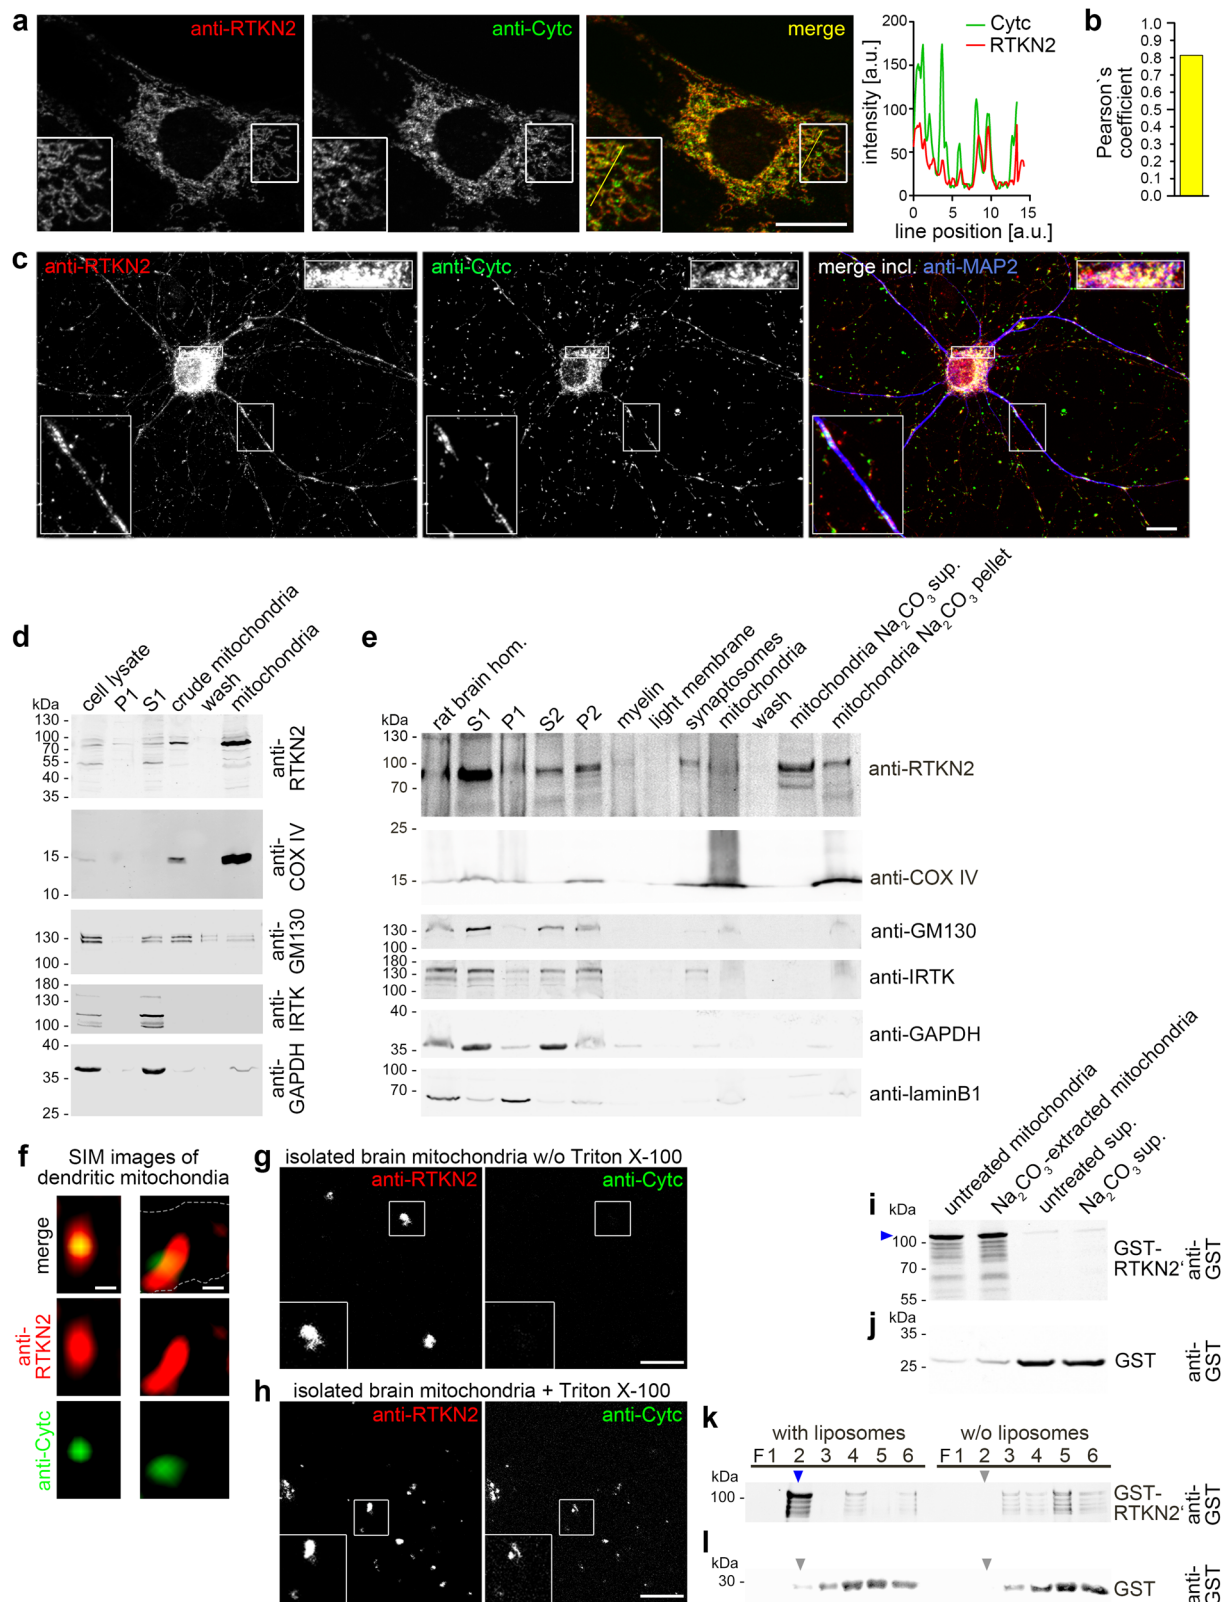 a
anti-RTKN2
anti-Cytc
merge
intensity [a.u.]
200
150
100
50
0
Cytc
RTKN2
0 5 10 15
line position [a.u.]
b
Pearson`s
coefficient
1.0
0.9
0.8
0.7
0.6
0.5
0.4
0.3
0.2
0.1
0.0
c
anti-RTKN2
anti-Cytc
merge incl. anti-MAP2
d
cell lysate
P1
S1
crude mitochondria
wash
mitochondria
kDa
130 -
100 -
70 -
55 -
40 -
35 -
anti-
RTKN2
15 -
10 -
anti-
COX IV
130 -
100 -
anti-
GM130
180 -
130 -
100 -
anti-
IRTK
40 -
35 -
25 -
anti-
GAPDH
e
rat brain hom.
S1
P1
S2
P2
myelin
light membrane
synaptosomes
mitochondria
wash
mitochondria Na2CO3 sup.
mitochondria Na2CO3 pellet
kDa
130 -
100 -
70 -
anti-RTKN2
25 -
15 -
anti-COX IV
130 -
100 -
anti-GM130
180 -
130 -
100 -
anti-IRTK
40 -
35 -
anti-GAPDH
100 -
70 -
anti-laminB1
f
SIM images of
dendritic mitochondia
merge
anti-
RTKN2
anti-Cytc
g
isolated brain mitochondria w/o Triton X-100
anti-RTKN2
anti-Cytc
h
isolated brain mitochondria + Triton X-100
anti-RTKN2
anti-Cytc
untreated mitochondria
Na2CO3-extracted mitochondria
untreated sup.
Na2CO3 sup.
i
kDa
100 -
70 -
55 -
GST-
RTKN2‘
anti-
GST
j
kDa
35 -
25 -
GST
anti-
GST
k
with liposomes
w/o liposomes
F 1 2 3 4 5 6
F 1 2 3 4 5 6
kDa
100 -
GST-
RTKN2‘
anti-
GST
l
kDa
30 -
GST
anti-
GST